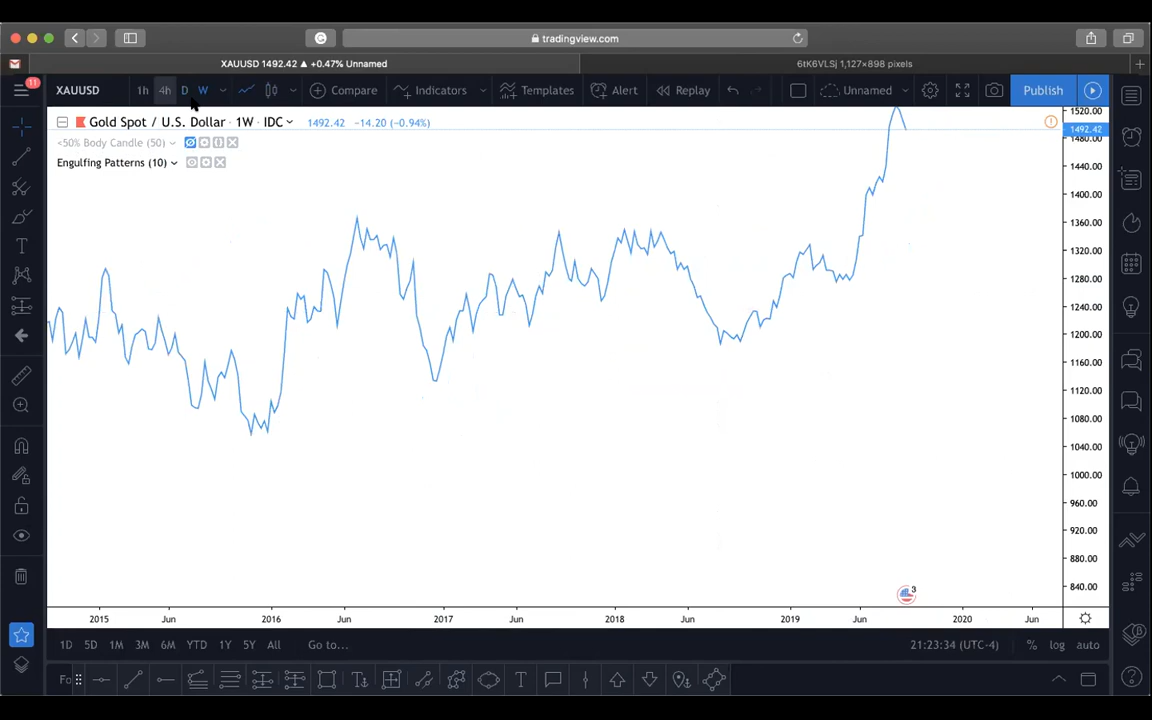 tradingview.com
XAUUSD 1492.42 ▲ +0.47% Unnamed
6tK6VLSj 1,127×898 pixels
11
XAUUSD
1h
4h
D
W
Compare
Indicators
Templates
Alert
Replay
Unnamed
Publish
Gold Spot / U.S. Dollar · 1W · IDC
1492.42 −14.20 (−0.94%)
<50% Body Candle (50)
Engulfing Patterns (10)
1520.00
1492.42
1480.00
1440.00
1400.00
1360.00
1320.00
1280.00
1240.00
1200.00
1160.00
1120.00
1080.00
1040.00
1000.00
960.00
920.00
880.00
840.00
3
2015
Jun
2016
Jun
2017
Jun
2018
Jun
2019
Jun
2020
Jun
1D
5D
1M
3M
6M
YTD
1Y
5Y
All
Go to...
21:23:34 (UTC-4)
%
log
auto
Fo